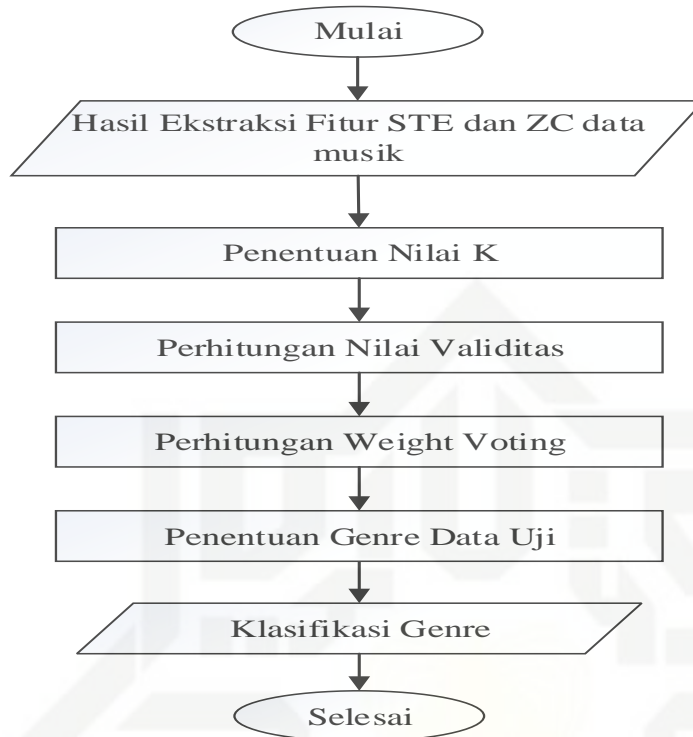 Mulai
Hasil Ekstraksi Fitur STE dan ZC data
musik
Penentuan Nilai K
Perhitungan Nilai Validitas
Perhitungan Weight Voting
Penentuan Genre Data Uji
Klasifikasi Genre
Selesai